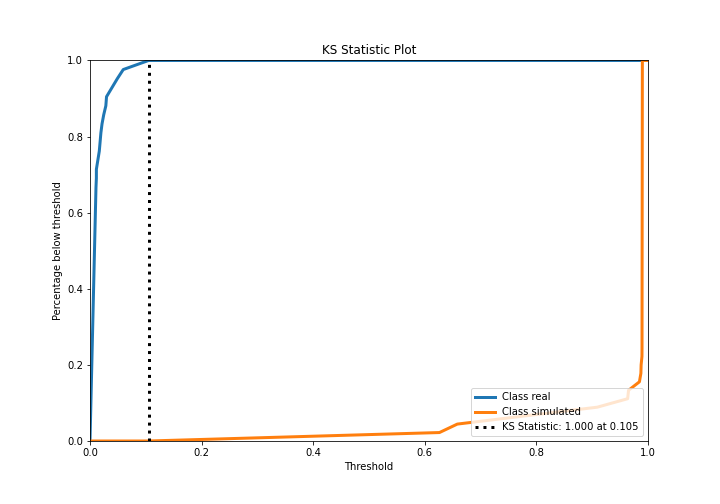 KS Statistic Plot
1.0
0.8
0.6
0.4
0.2
0.0
Percentage below threshold
0.0 0.2 0.4 0.6 0.8 1.0
Threshold
Class real
Class simulated
KS Statistic: 1.000 at 0.105